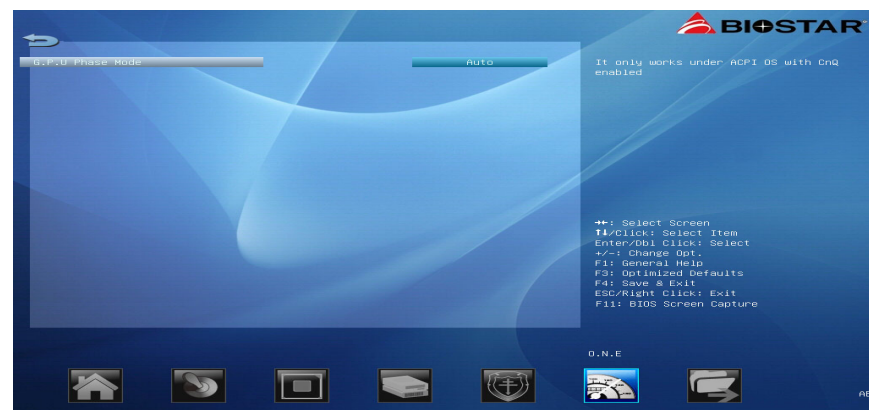 BIOSTAR
G.P.U Phase Mode
Auto
It only works under ACPI OS with CnQ
enabled
→←: Select Screen
↑↓/Click: Select Item
Enter/Dbl Click: Select
+/-: Change Opt.
F1: General Help
F3: Optimized Defaults
F4: Save & Exit
ESC/Right Click: Exit
F11: BIOS Screen Capture
O.N.E